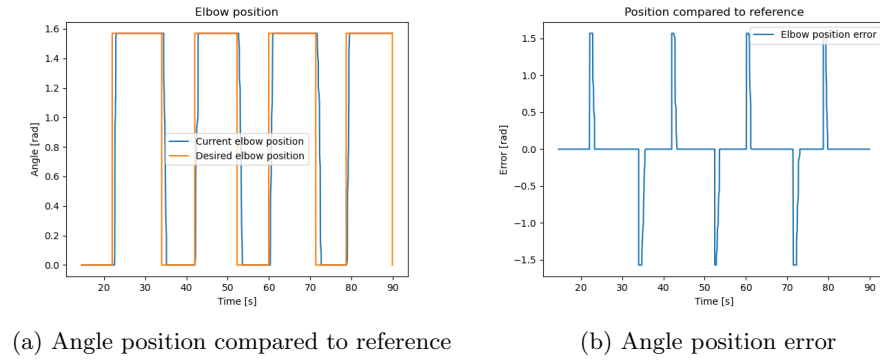 Elbow position
Angle [rad]
1.6
1.4
1.2
1.0
0.8
0.6
0.4
0.2
0.0
Current elbow position
Desired elbow position
20 30 40 50 60 70 80 90
Time [s]
(a) Angle position compared to reference
Position compared to reference
Error [rad]
1.5
1.0
0.5
0.0
−0.5
−1.0
−1.5
Elbow position error
20 30 40 50 60 70 80 90
Time [s]
(b) Angle position error